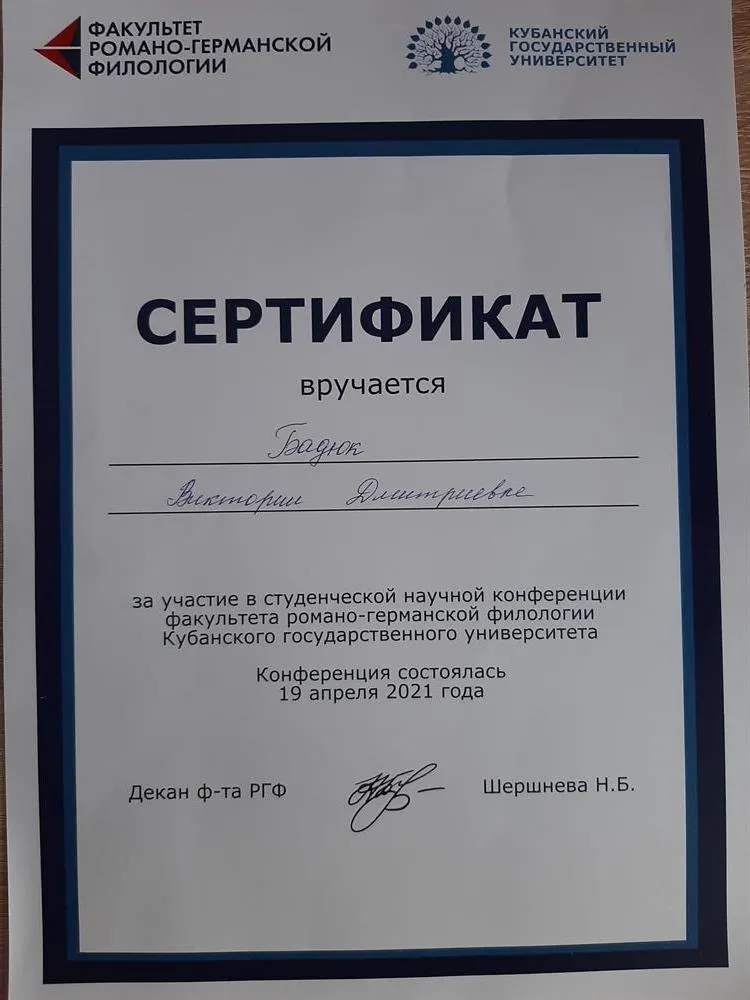 ФАКУЛЬТЕТ
РОМАНО-ГЕРМАНСКОЙ
ФИЛОЛОГИИ
КУБАНСКИЙ
ГОСУДАРСТВЕННЫЙ
УНИВЕРСИТЕТ
СЕРТИФИКАТ
вручается
Бадюк
Виктории Дмитриевне
за участие в студенческой научной конференции
факультета романо-германской филологии
Кубанского государственного университета
Конференция состоялась
19 апреля 2021 года
Декан ф-та РГФ Шершнева Н.Б.